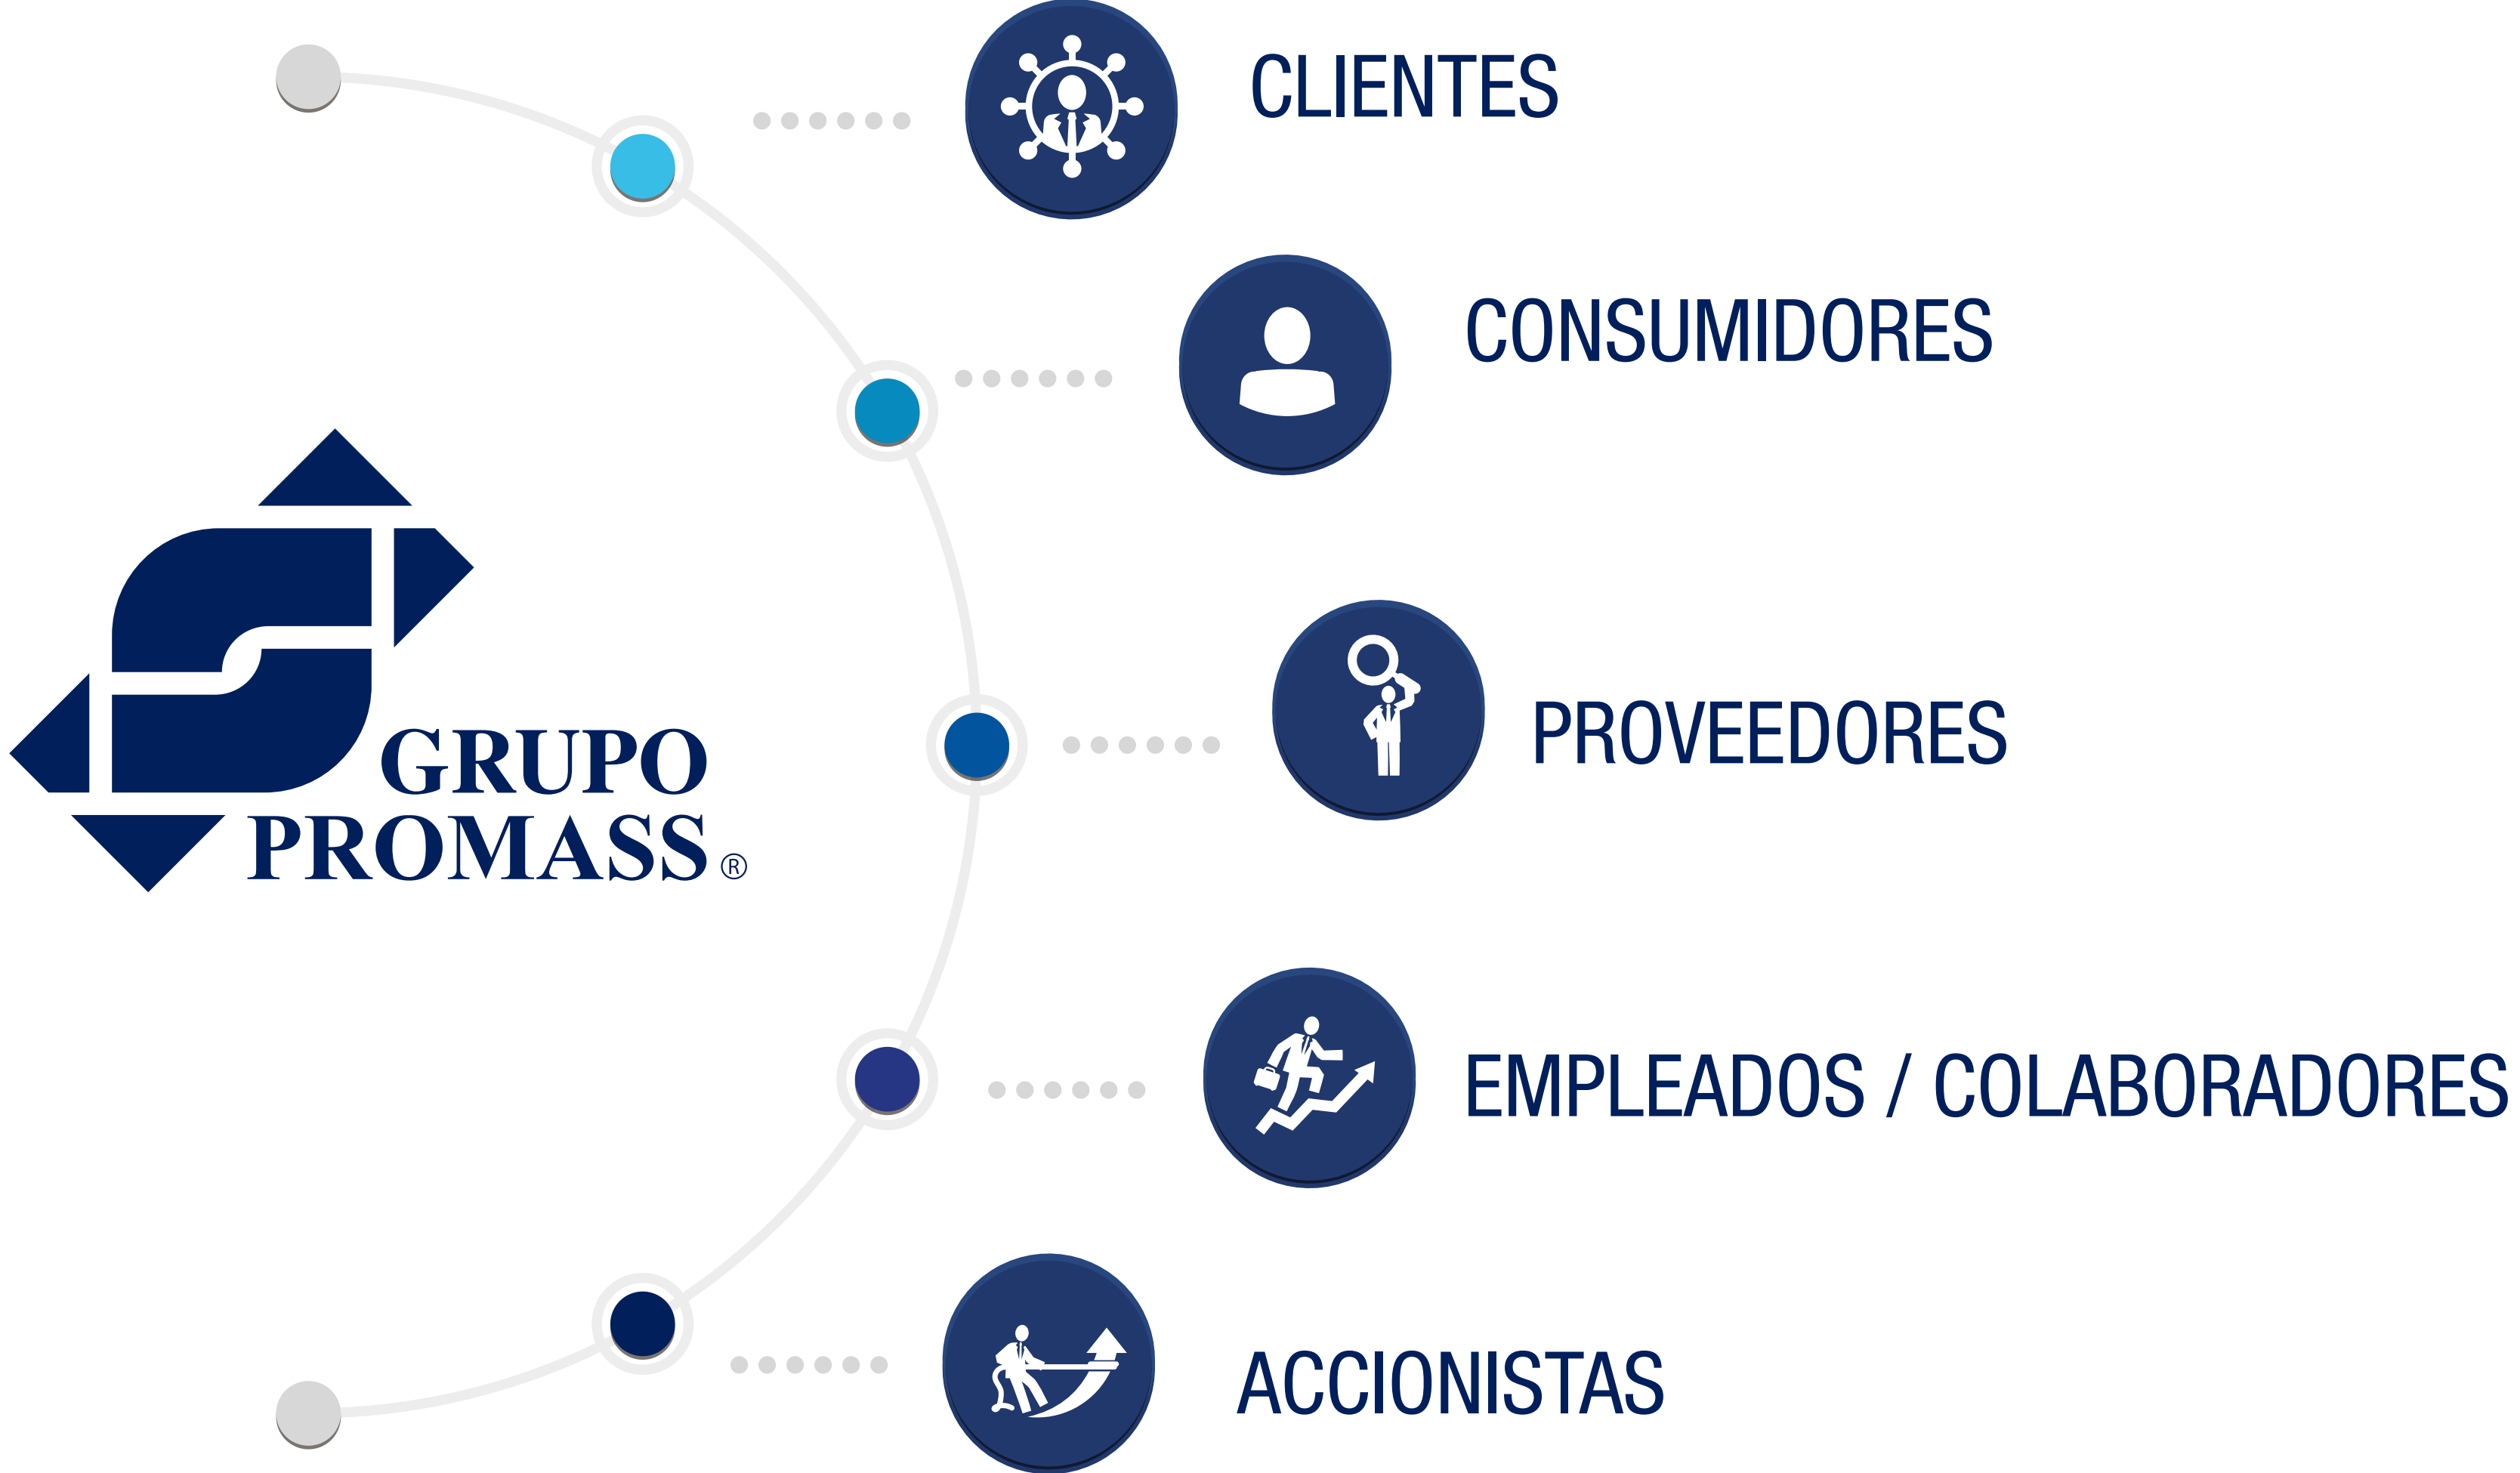 CLIENTES
CONSUMIDORES
GRUPO
PROMASS®
PROVEEDORES
EMPLEADOS / COLABORADORES
ACCIONISTAS